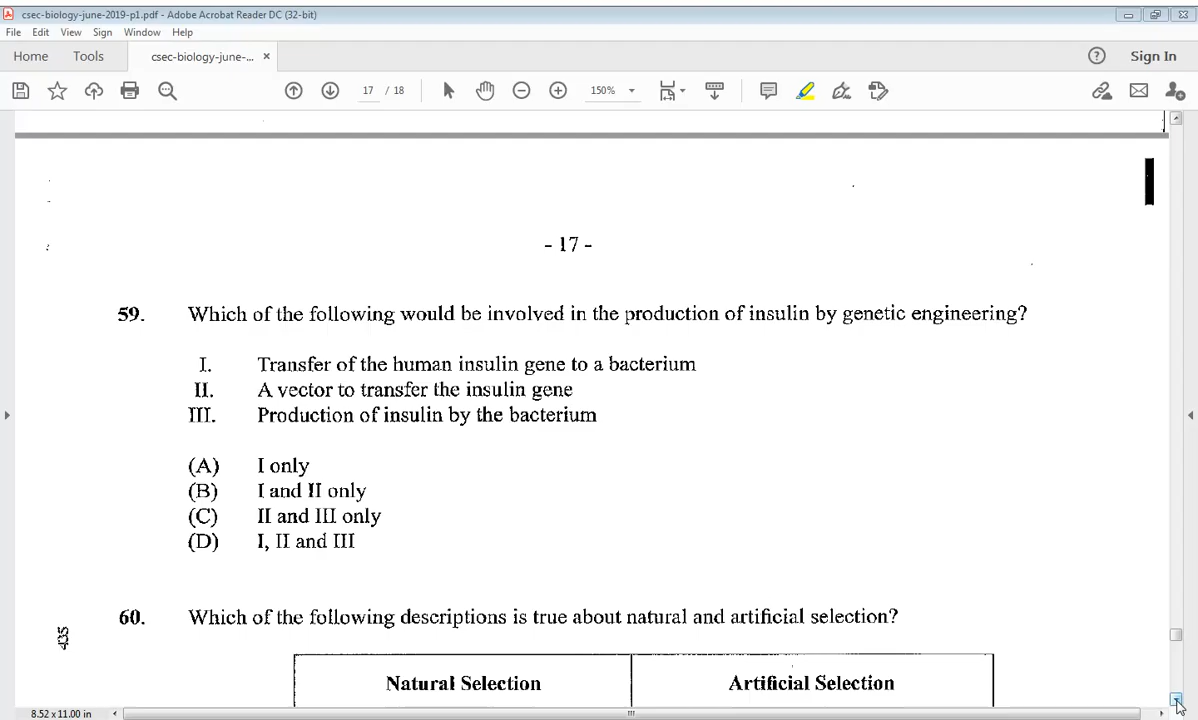 csec-biology-june-2019-p1.pdf - Adobe Acrobat Reader DC (32-bit)
File Edit View Sign Window Help
Home Tools csec-biology-june-... × Sign In
17 / 18 150%
- 17 -
59. Which of the following would be involved in the production of insulin by genetic engineering?
I. Transfer of the human insulin gene to a bacterium
II. A vector to transfer the insulin gene
III. Production of insulin by the bacterium
(A) I only
(B) I and II only
(C) II and III only
(D) I, II and III
60. Which of the following descriptions is true about natural and artificial selection?
435
Natural Selection Artificial Selection
8.52 x 11.00 in